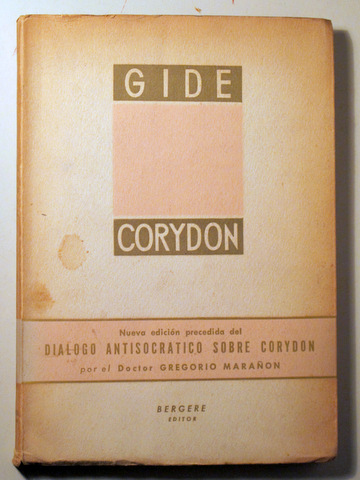 GIDE
CORYDON
Nueva edición precedida del
DIALOGO ANTISOCRATICO SOBRE CORYDON
por el Doctor GREGORIO MARAÑON
BERGERE
EDITOR